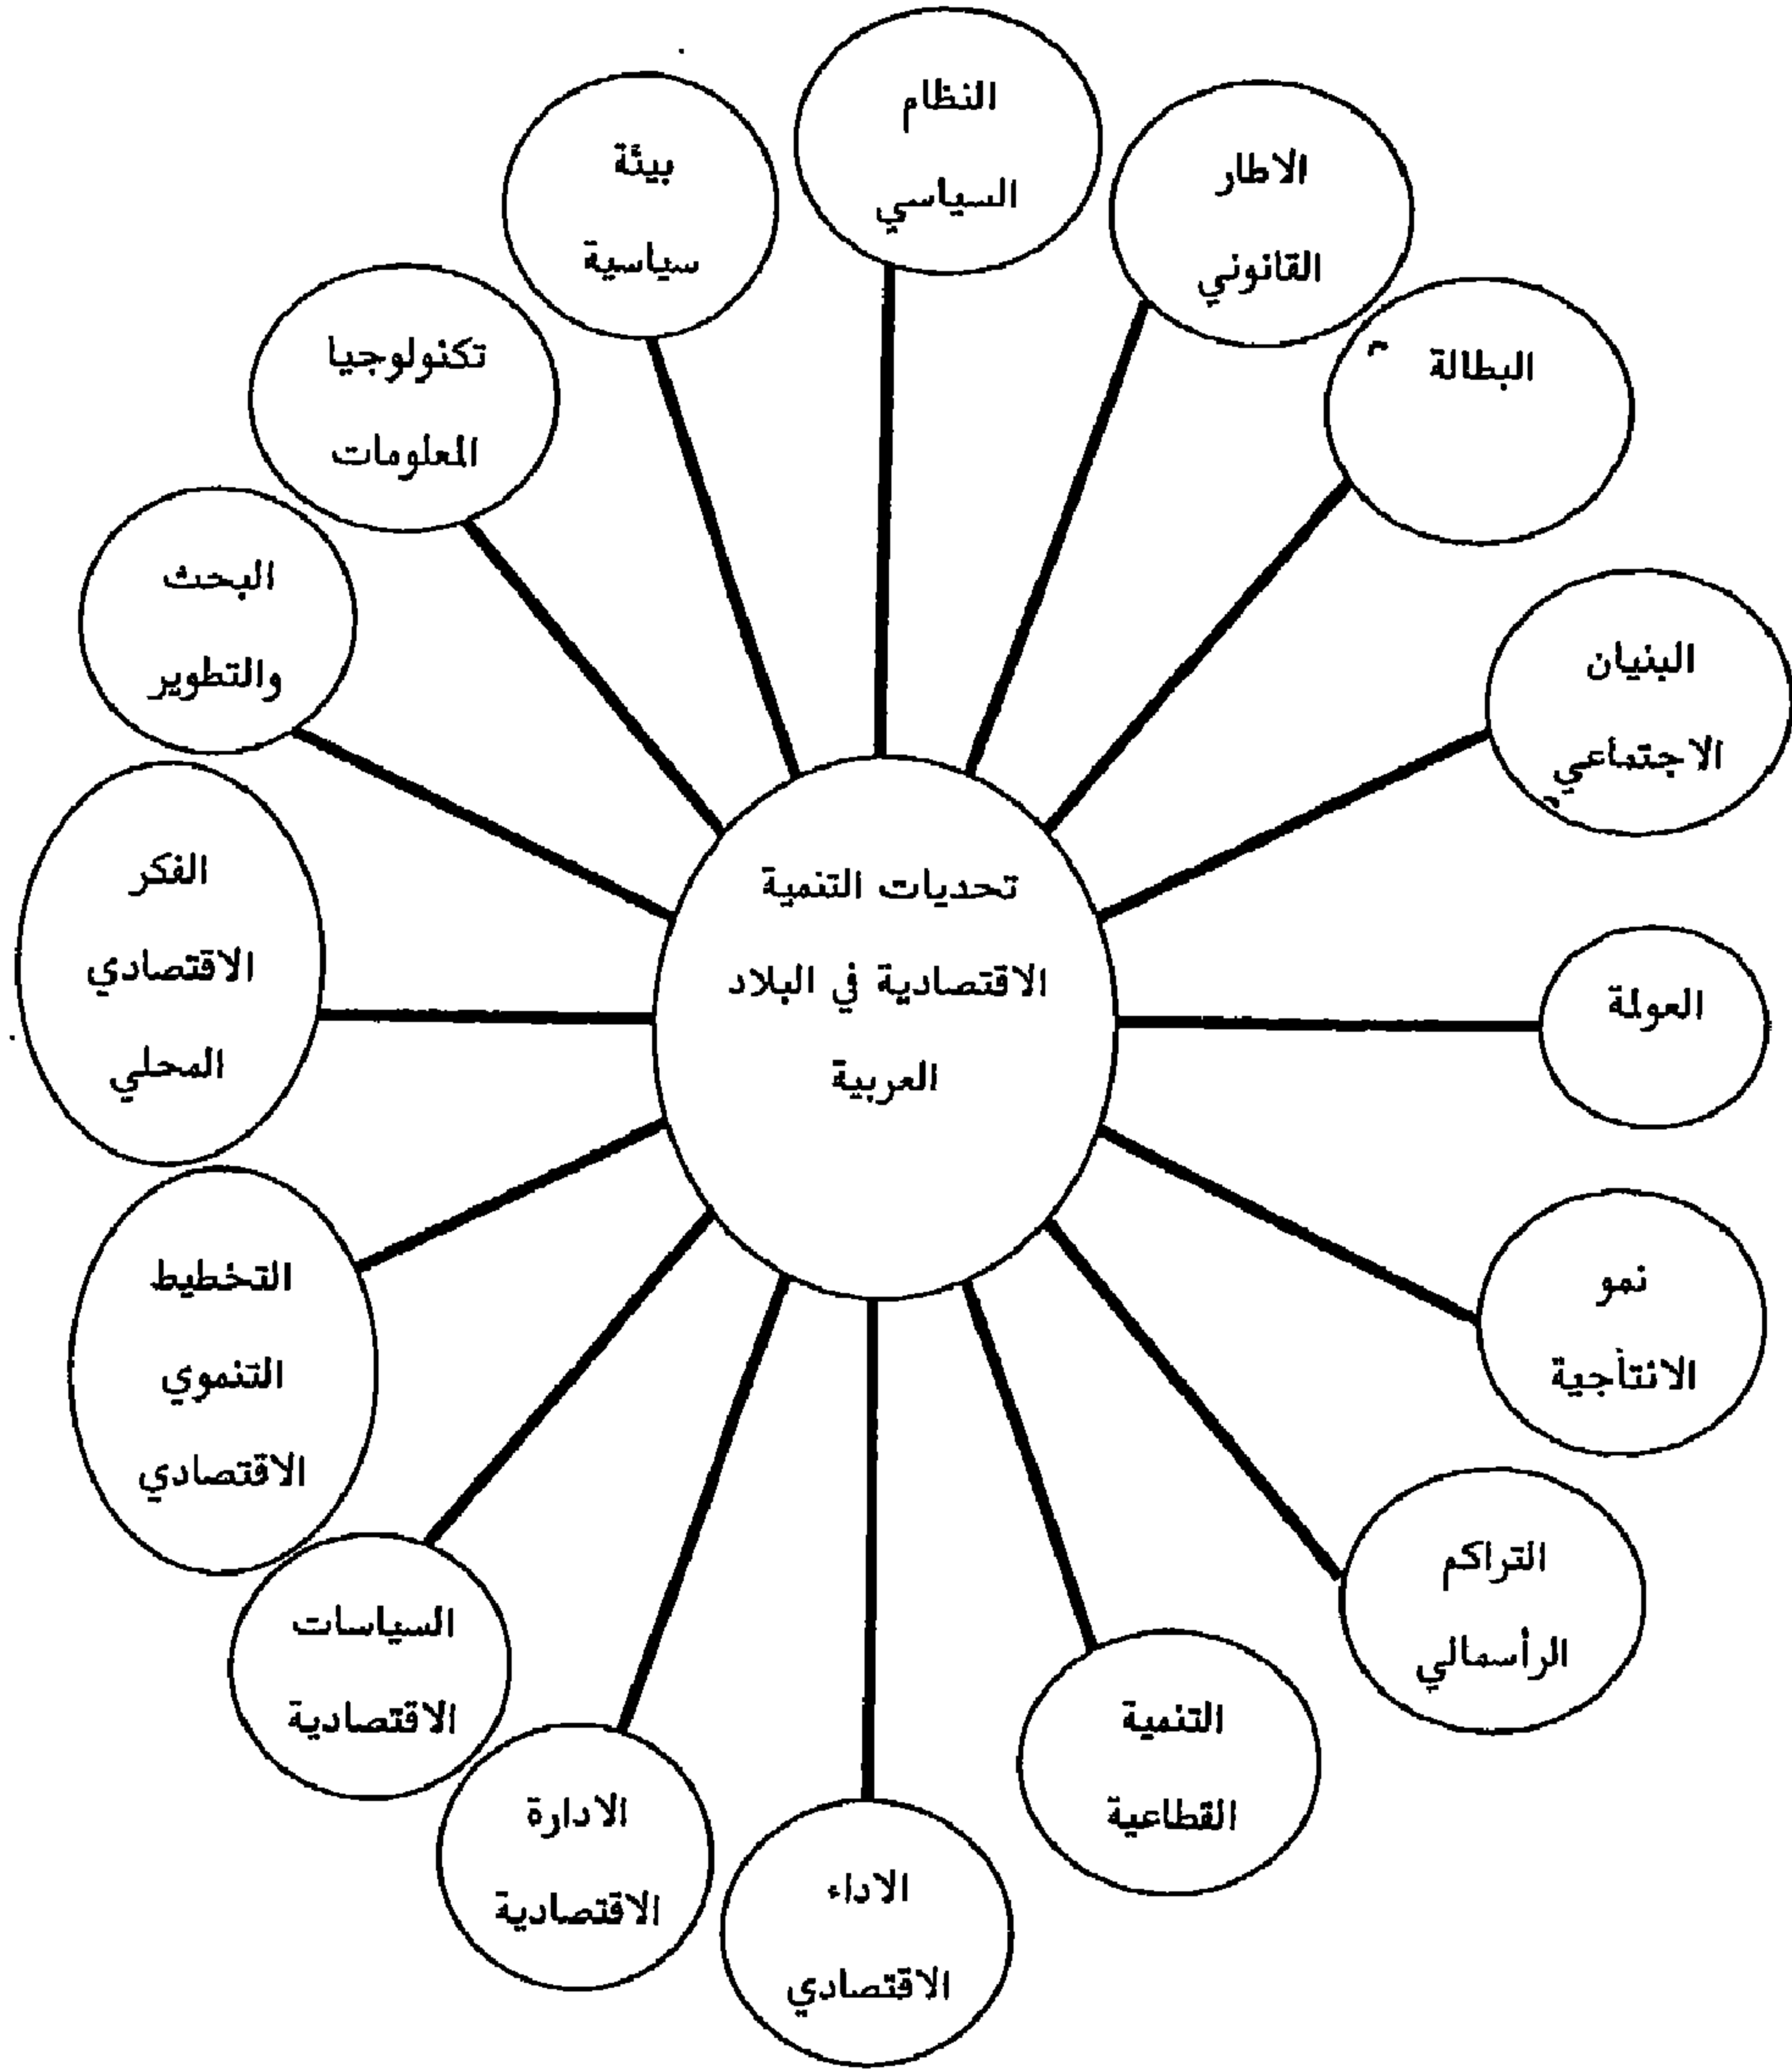 النظام
السياسي
الاطار
القانوني
البطالة
م
البنيان
الاجتماعي
العولمة
نمو
الانتاجية
التراكم
الرأسمالي
التنمية
القطاعية
الاداء
الاقتصادي
الادارة
الاقتصادية
السياسات
الاقتصادية
التخطيط
التنموي
الاقتصادي
الفكر
الاقتصادي
المحلي
البحث
والتطوير
تكنولوجيا
المعلومات
بيئة
سياسية
تحديات التنمية
الاقتصادية في البلاد
العربية